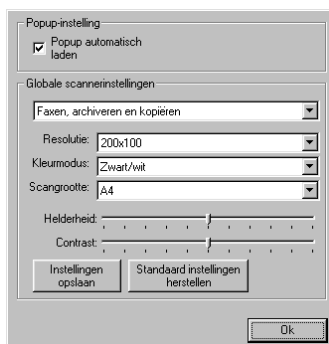 Popup-instelling
Popup automatisch
laden
Globale scannerinstellingen
Faxen, archiveren en kopiëren
Resolutie: 200x100
Kleurmodus: Zwart/wit
Scangrootte: A4
Helderheid:
Contrast:
Instellingen
opslaan
Standaard instellingen
herstellen
Ok